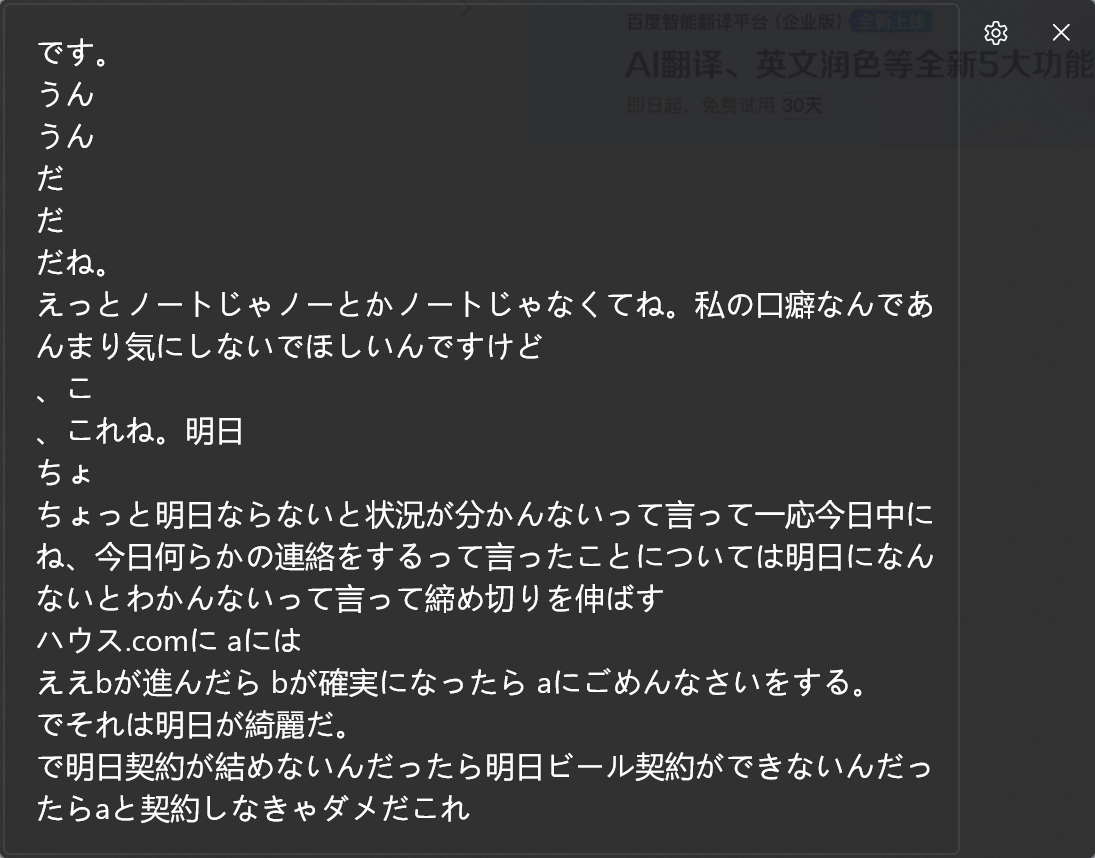 百度智能翻译平台 (企业版) 全新上线
AI翻译、英文润色等全新5大功能
即日起、免费试用 30天
です。
うん
うん
だ
だ
だね。
えっとノートじゃノーとかノートじゃなくてね。私の口癖なんであ
んまり気にしないでほしいんですけど
、こ
、これね。明日
ちょ
ちょっと明日ならないと状況が分かんないって言って一応今日中に
ね、今日何らかの連絡をするって言ったことについては明日になん
ないとわかんないって言って締め切りを伸ばす
ハウス.comに aには
ええbが進んだら bが確実になったら aにごめんなさいをする。
でそれは明日が綺麗だ。
で明日契約が結めないんだったら明日ビール契約ができないんだっ
たらaと契約しなきゃダメだこれ